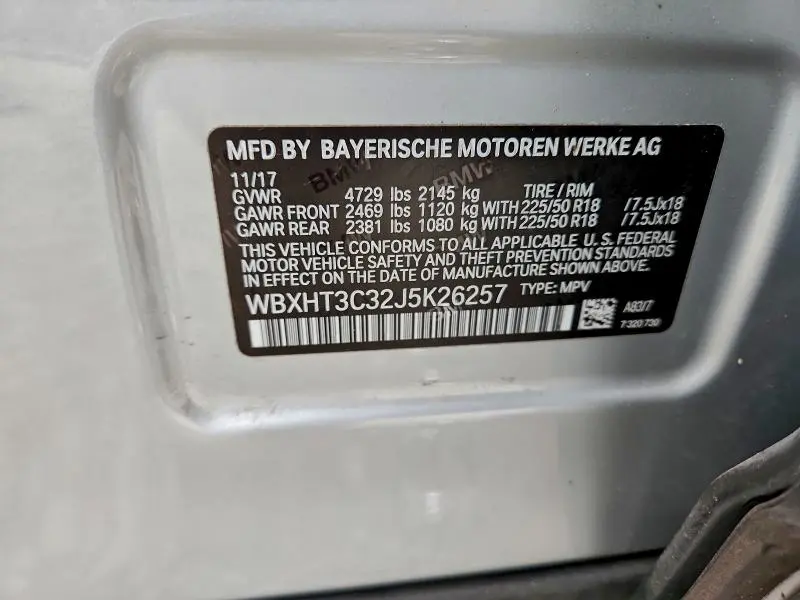 MFD BY BAYERISCHE MOTOREN WERKE AG
11/17
GVWR 4729 lbs 2145 kg TIRE / RIM
GAWR FRONT 2469 lbs 1120 kg WITH 225/50 R18 /7.5Jx18
GAWR REAR 2381 lbs 1080 kg WITH 225/50 R18 /7.5Jx18
THIS VEHICLE CONFORMS TO ALL APPLICABLE U.S. FEDERAL
MOTOR VEHICLE SAFETY AND THEFT PREVENTION STANDARDS
IN EFFECT ON THE DATE OF MANUFACTURE SHOWN ABOVE.
WBXHT3C32J5K26257 TYPE: MPV
A83/7
7 320 730
BMW
BMW